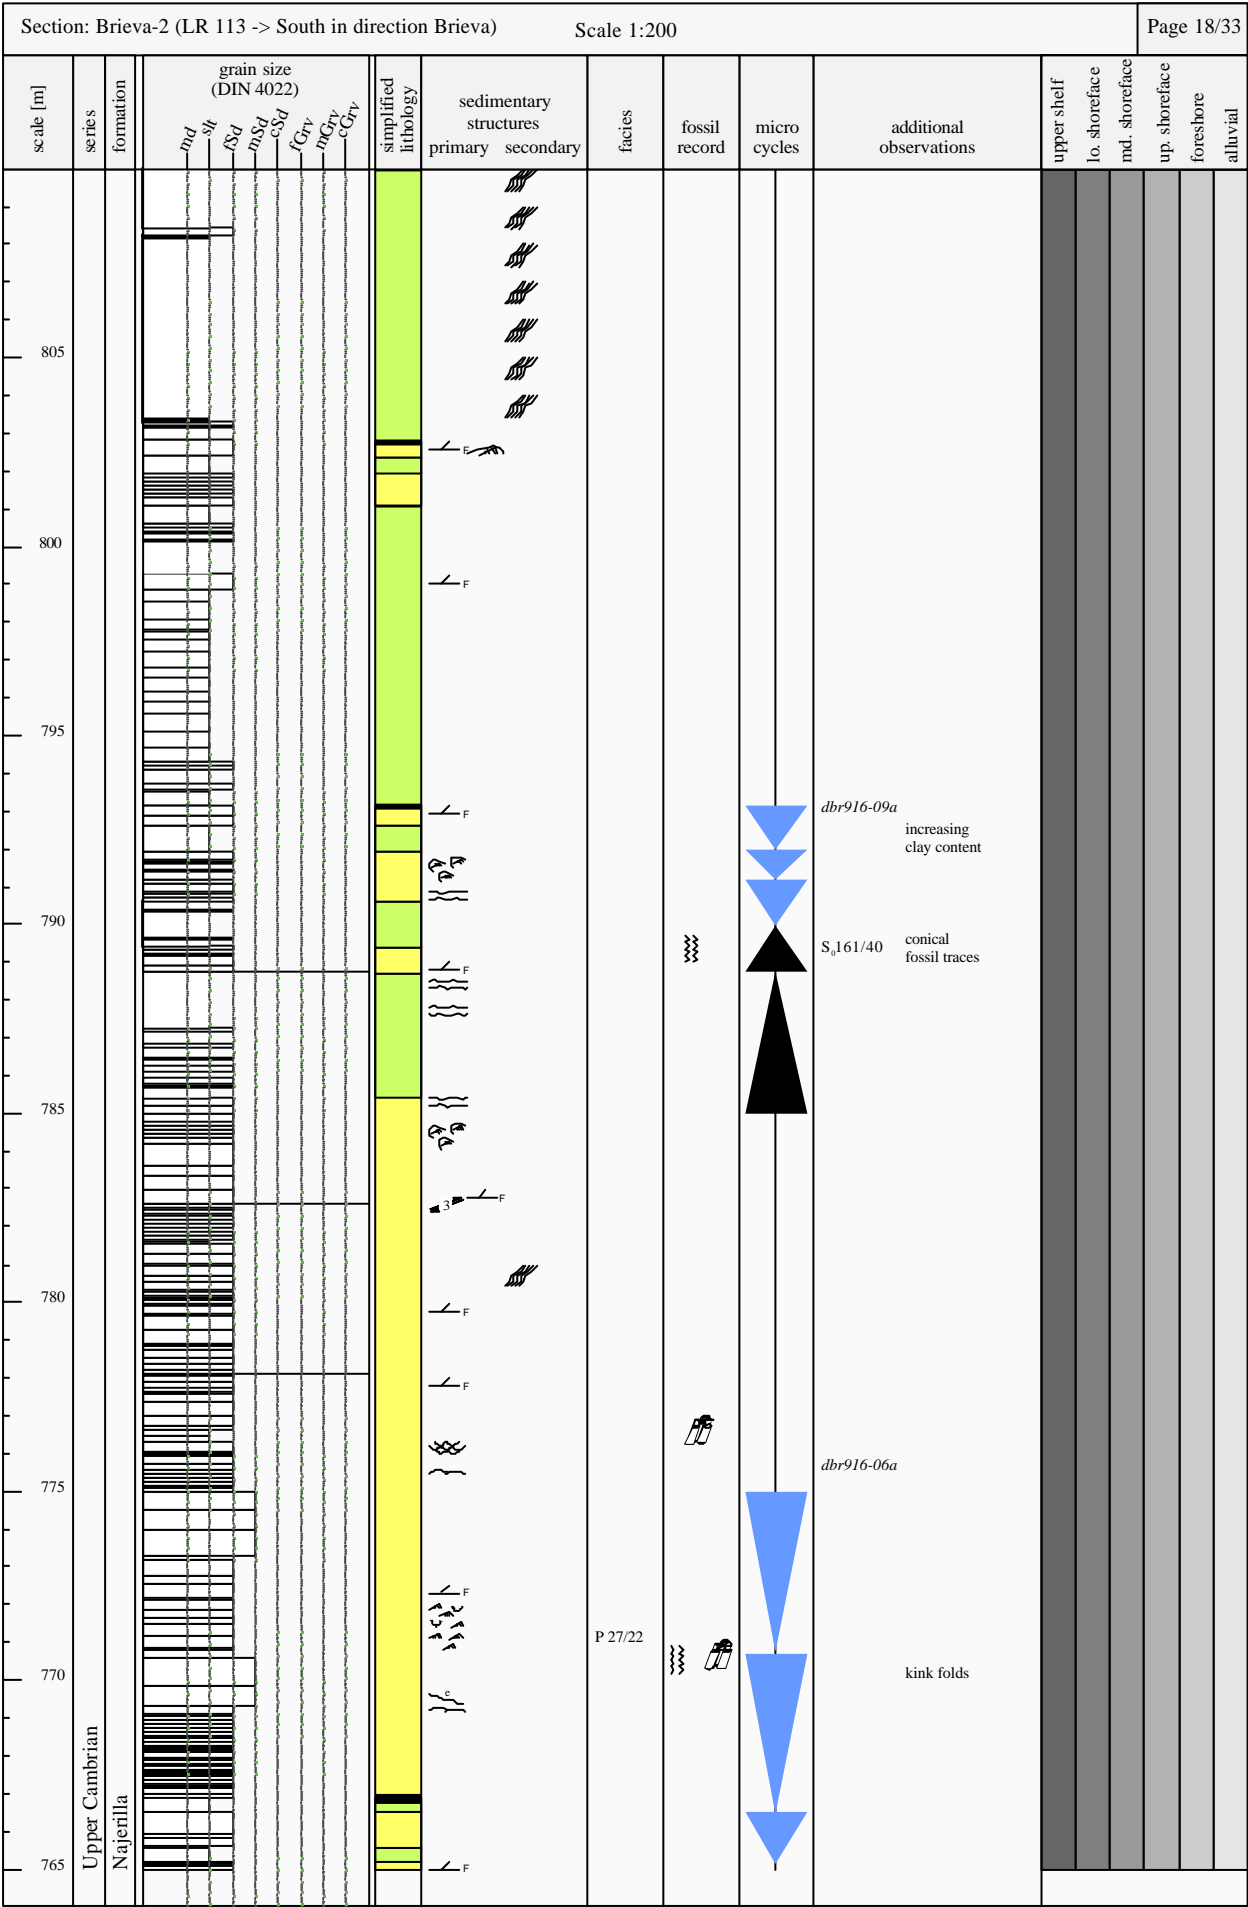 Section: Brieva-2 (LR 113 -> South in direction Brieva)
Scale 1:200
Page 18/33
scale [m]
series
formation
grain size
(DIN 4022)
md
slt
fSd
mSd
cSd
fGrv
mGrv
cGrv
simplified
lithology
sedimentary
structures
primary secondary
facies
fossil
record
micro
cycles
additional
observations
upper shelf
lo. shoreface
md. shoreface
up. shoreface
foreshore
alluvial
805
F
800
F
795
dbr916-09a
F
increasing
clay content
790
S₀161/40
conical
fossil traces
F
785
3
F
780
F
F
dbr916-06a
775
F
P 27/22
770
kink folds
e
Upper Cambrian
Najerilla
765
F